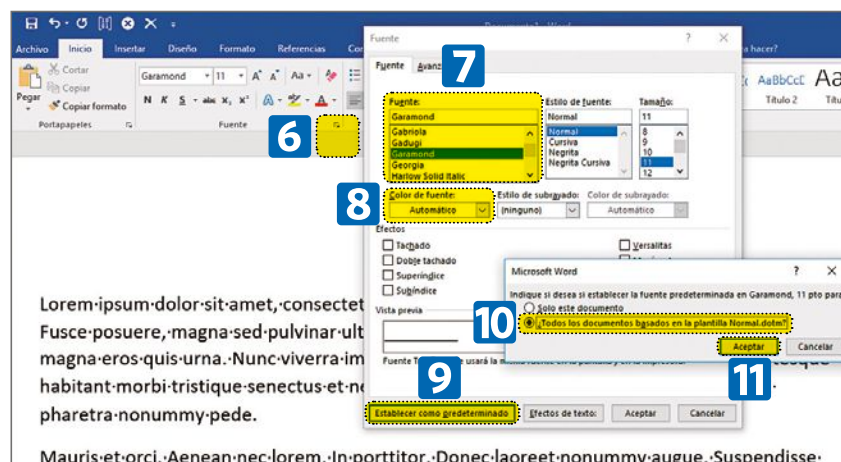 Documento1 - Word
Archivo Inicio Insertar Diseño Formato Referencias
a hacer?
Pegar
Cortar
Copiar
Copiar formato
Portapapeles
Garamond 11 A A Aa
N K S abc X₂ X²
Fuente
6
AaBbCcC
Título 2
Fuente ? ×
Fuente
7
Fuente:
Garamond
Gabriola
Gadugi
Garamond
Georgia
Harlow Solid Italic
Estilo de fuente:
Normal
Normal
Cursiva
Negrita
Negrita Cursiva
Tamaño:
11
8
9
10
11
12
8
Color de fuente:
Automático
Estilo de subrayado:
(ninguno)
Color de subrayado:
Automático
Efectos
Tachado
Doble tachado
Superíndice
Subíndice
Versalitas
Vista previa
9
Establecer como predeterminado
Efectos de texto:
Aceptar
Cancelar
Microsoft Word ? ×
Indique si desea si establecer la fuente predeterminada en Garamond, 11 pto para
Solo este documento
10
¿Todos los documentos basados en la plantilla Normal.dotm?
Aceptar
Cancelar
11
Lorem·ipsum·dolor·sit·amet,·consectet
Fusce·posuere,·magna·sed·pulvinar·ult
magna·eros·quis·urna.·Nunc·viverra·im
habitant·morbi·tristique·senectus·et·ne
pharetra·nonummy·pede.
Mauris·et·orci.·Aenean·nec·lorem.·In·porttitor.·Donec·laoreet·nonummy·augue.·Suspendisse·